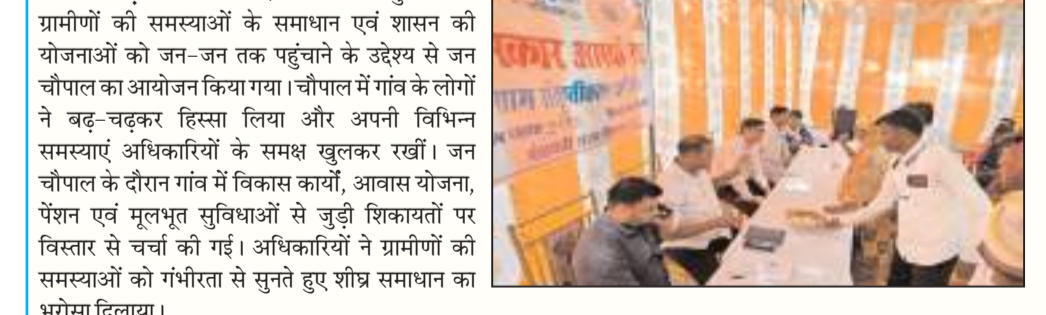 ग्रामीणों की समस्याओं के समाधान एवं शासन की
योजनाओं को जन-जन तक पहुंचाने के उद्देश्य से जन
चौपाल का आयोजन किया गया। चौपाल में गांव के लोगों
ने बढ़-चढ़कर हिस्सा लिया और अपनी विभिन्न
समस्याएं अधिकारियों के समक्ष खुलकर रखीं। जन
चौपाल के दौरान गांव में विकास कार्यों, आवास योजना,
पेंशन एवं मूलभूत सुविधाओं से जुड़ी शिकायतों पर
विस्तार से चर्चा की गई। अधिकारियों ने ग्रामीणों की
समस्याओं को गंभीरता से सुनते हुए शीघ्र समाधान का
भरोसा दिलाया।